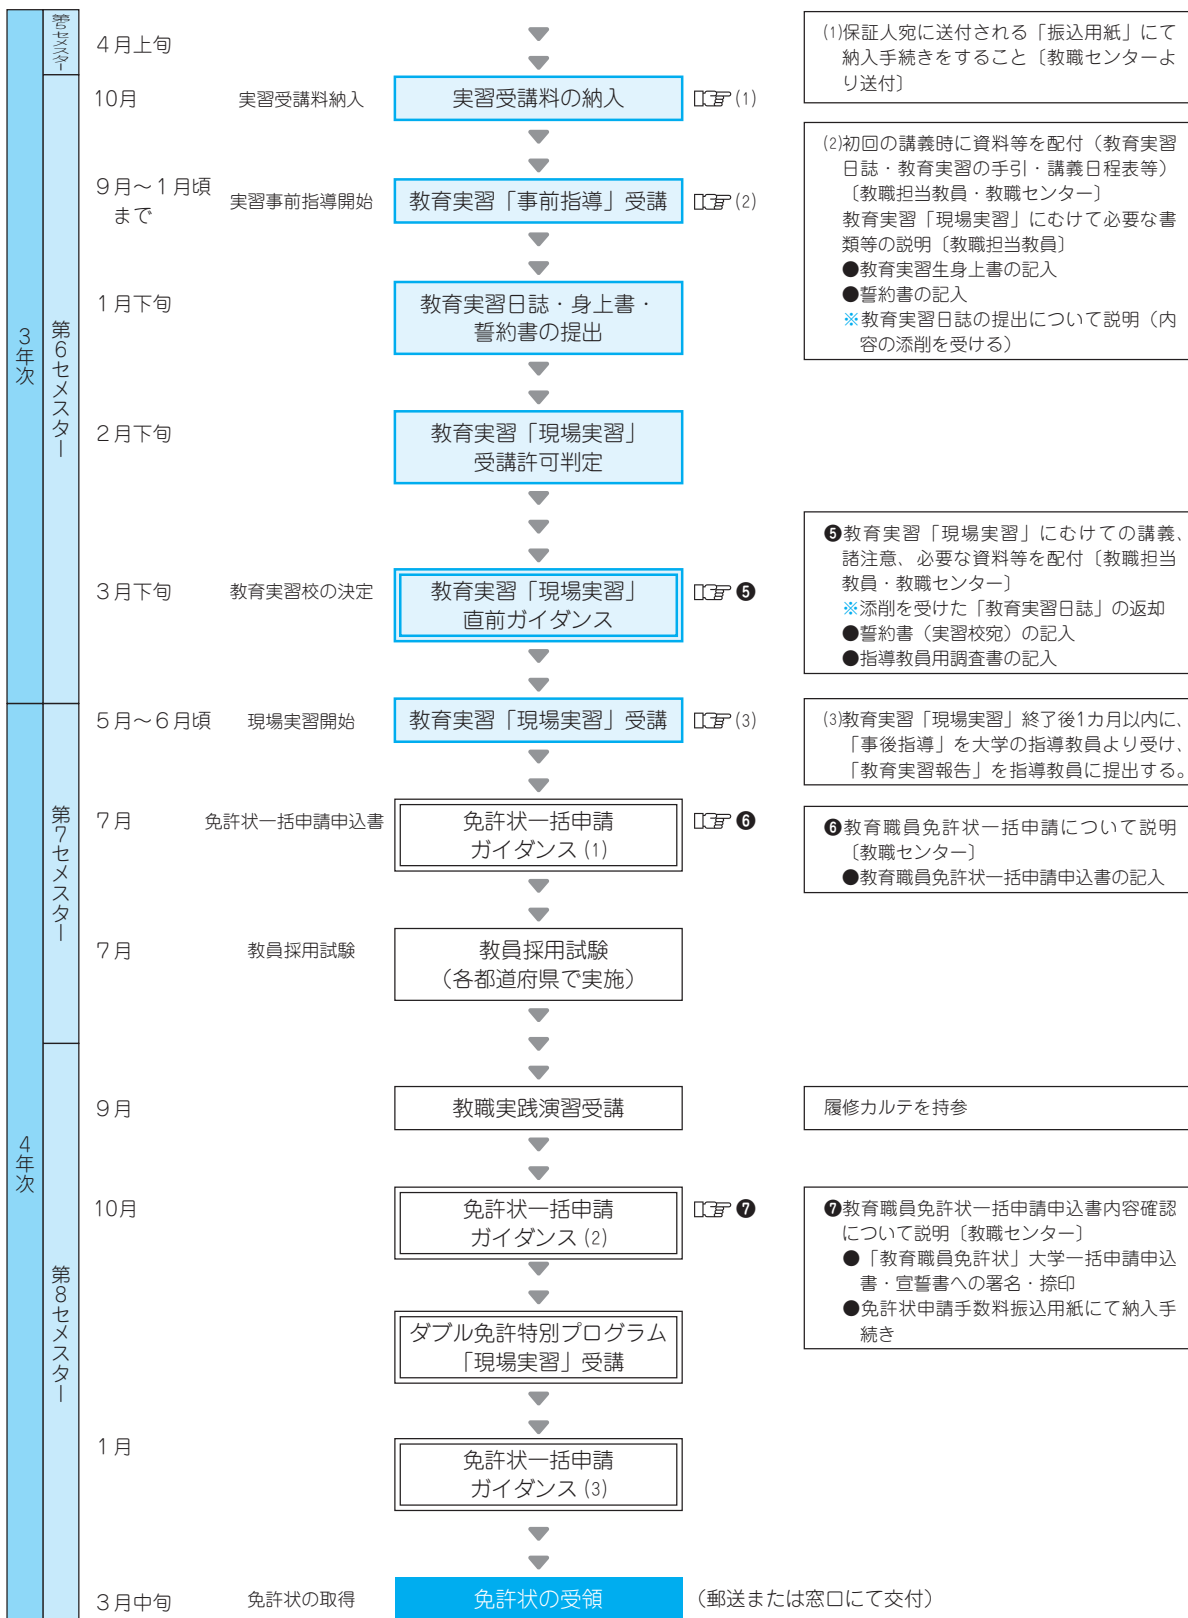 3年次
第5セメスター
4月上旬
⑴保証人宛に送付される「振込用紙」にて
納入手続きをすること〔教職センターよ
り送付〕
第6セメスター
10月
実習受講料納入
実習受講料の納入
☞⑴
⑵初回の講義時に資料等を配付（教育実習
日誌・教育実習の手引・講義日程表等）
〔教職担当教員・教職センター〕
教育実習「現場実習」にむけて必要な書
類等の説明〔教職担当教員〕
●教育実習生身上書の記入
●誓約書の記入
※教育実習日誌の提出について説明（内
容の添削を受ける）
9月～1月頃
まで
実習事前指導開始
教育実習「事前指導」受講
☞⑵
1月下旬
教育実習日誌・身上書・
誓約書の提出
2月下旬
教育実習「現場実習」
受講許可判定
3月下旬
教育実習校の決定
教育実習「現場実習」
直前ガイダンス
☞❺
❺教育実習「現場実習」にむけての講義、
諸注意、必要な資料等を配付〔教職担当
教員・教職センター〕
※添削を受けた「教育実習日誌」の返却
●誓約書（実習校宛）の記入
●指導教員用調査書の記入
4年次
第7セメスター
5月～6月頃
現場実習開始
教育実習「現場実習」受講
☞⑶
⑶教育実習「現場実習」終了後1カ月以内に、
「事後指導」を大学の指導教員より受け、
「教育実習報告」を指導教員に提出する。
7月
免許状一括申請申込書
免許状一括申請
ガイダンス⑴
☞❻
❻教育職員免許状一括申請について説明
〔教職センター〕
●教育職員免許状一括申請申込書の記入
7月
教員採用試験
教員採用試験
（各都道府県で実施）
第8セメスター
9月
教職実践演習受講
履修カルテを持参
10月
免許状一括申請
ガイダンス⑵
☞❼
❼教育職員免許状一括申請申込書内容確認
について説明〔教職センター〕
●「教育職員免許状」大学一括申請申込
書・宣誓書への署名・捺印
●免許状申請手数料振込用紙にて納入手
続き
ダブル免許特別プログラム
「現場実習」受講
1月
免許状一括申請
ガイダンス⑶
3月中旬
免許状の取得
免許状の受領
（郵送または窓口にて交付）